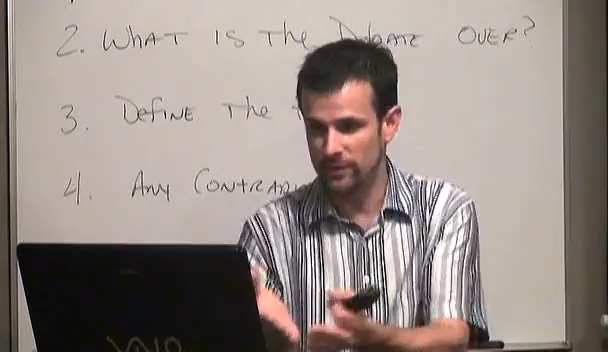 2. WHAT IS THE DEBATE OVER?
3. DEFINE THE
4. ANY
VAIO